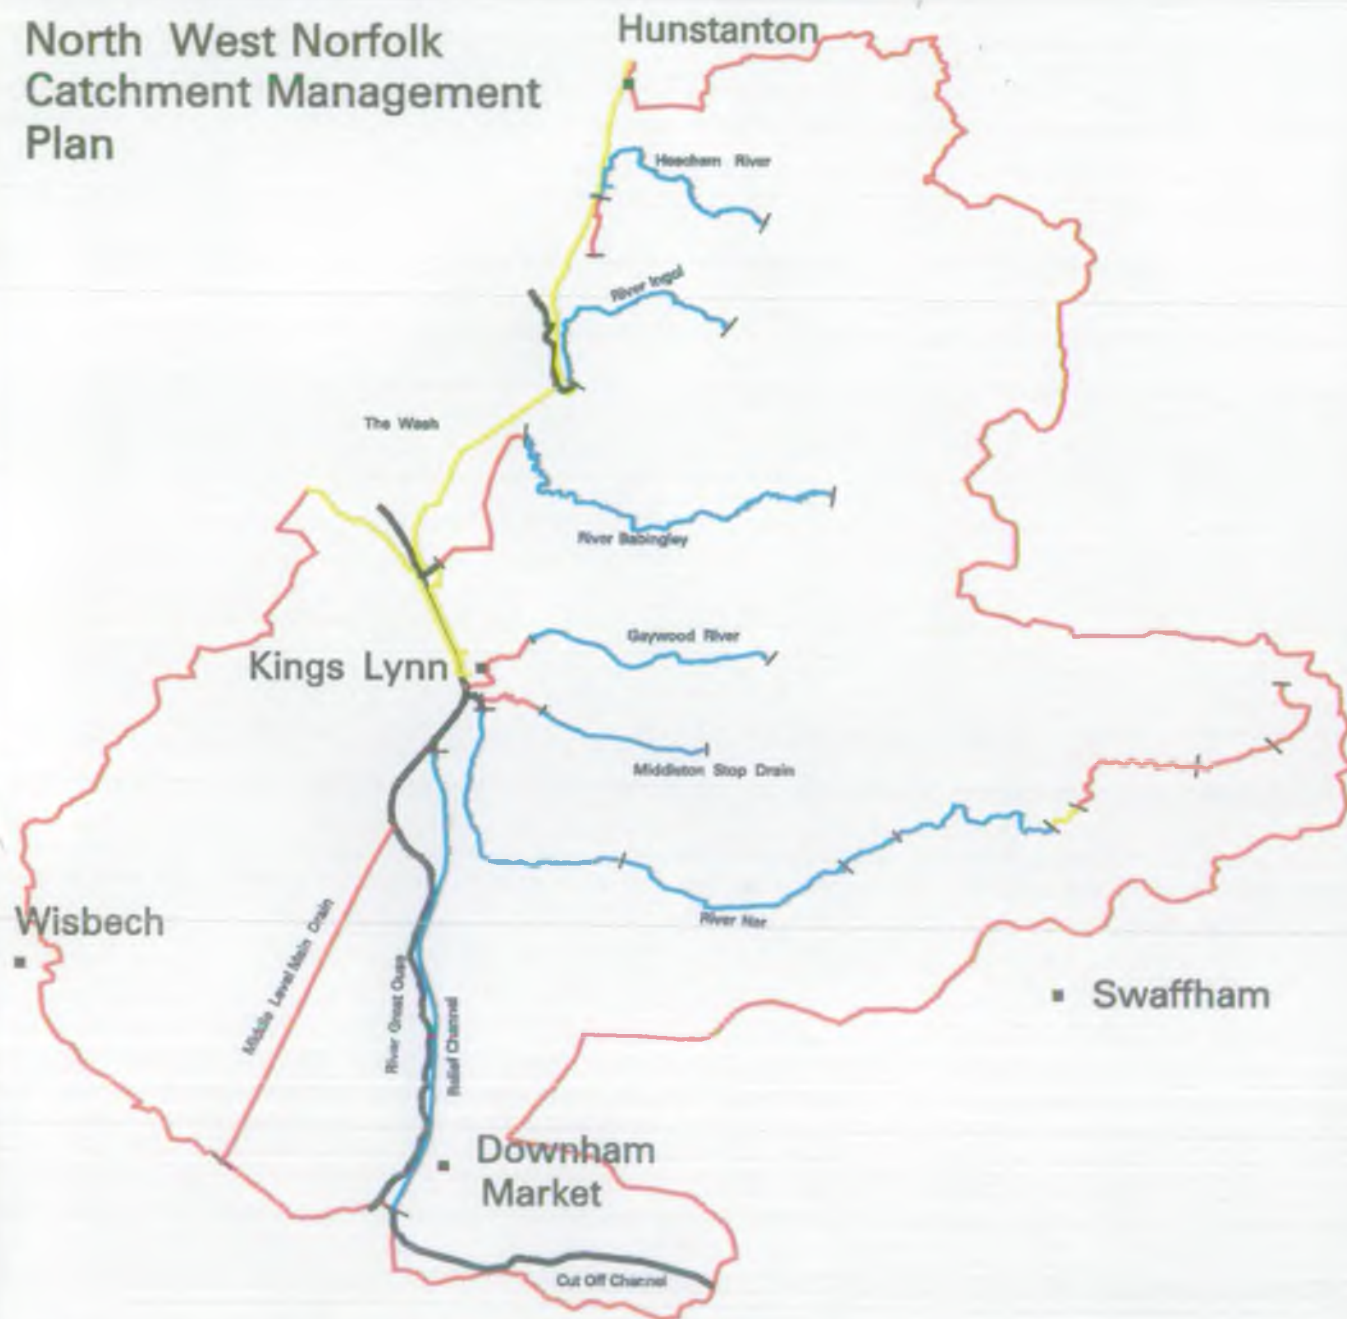 North West Norfolk
Catchment Management
Plan
Hunstanton
Heacham River
River Ingol
The Wash
River Babingley
Gaywood River
Kings Lynn
Middleton Stop Drain
Wisbech
River Nar
Middle Level Main Drain
River Great Ouse
Relief Channel
Swaffham
Downham
Market
Cut Off Channel